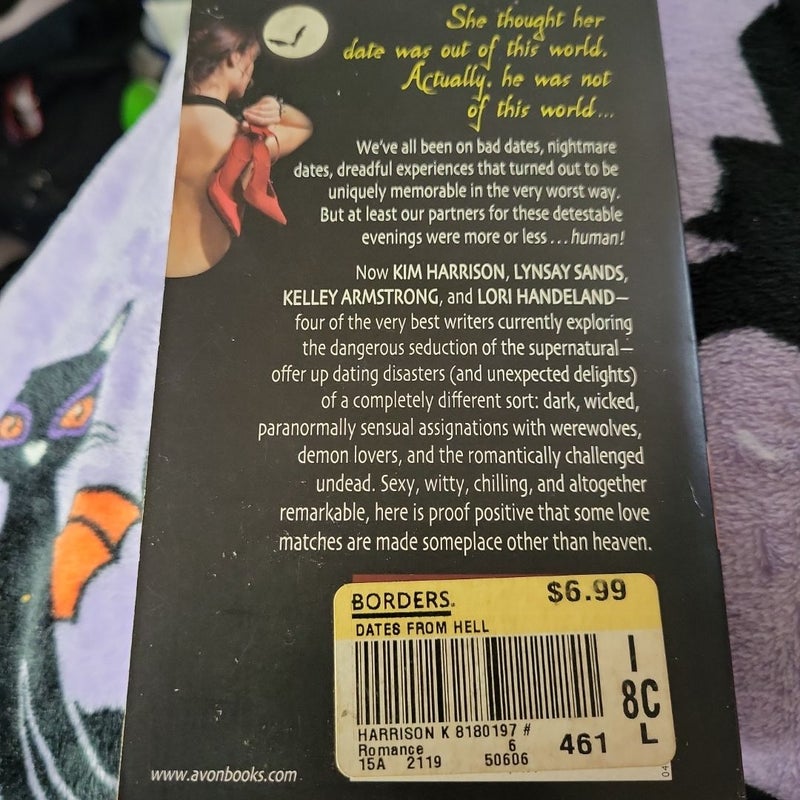 She thought her
date was out of this world.
Actually, he was not
of this world...
We've all been on bad dates, nightmare
dates, dreadful experiences that turned out to be
uniquely memorable in the very worst way.
But at least our partners for these detestable
evenings were more or less...human!
Now KIM HARRISON, LYNSAY SANDS,
KELLEY ARMSTRONG, and LORI HANDELAND—
four of the very best writers currently exploring
the dangerous seduction of the supernatural—
offer up dating disasters (and unexpected delights)
of a completely different sort: dark, wicked,
paranormally sensual assignations with werewolves,
demon lovers, and the romantically challenged
undead. Sexy, witty, chilling, and altogether
remarkable, here is proof positive that some love
matches are made someplace other than heaven.
BORDERS. $6.99
DATES FROM HELL
I
8C
L
HARRISON K 8180197 #
Romance 6 461
15A 2119 50606
www.avonbooks.com
04